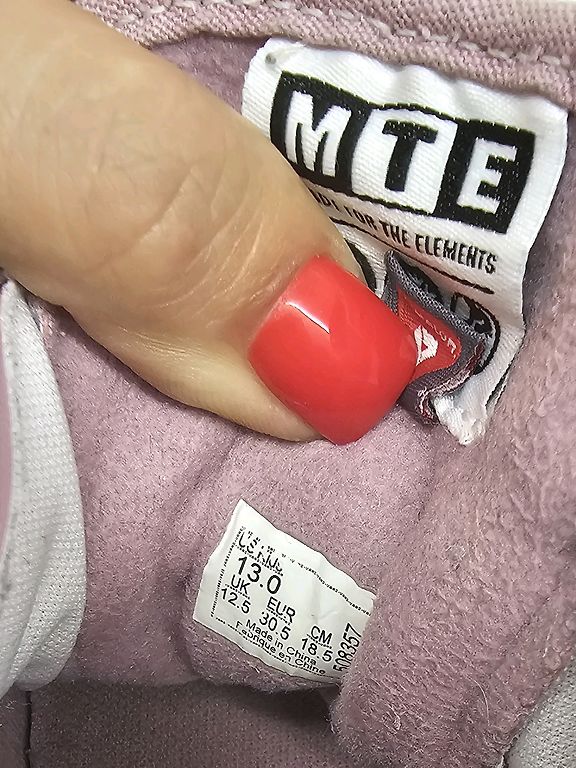 MTE
FOR THE ELEMENTS
13.0
UK EUR CM
12.5 30.5 18.5
Made in China
Fabriqué en Chine
508357